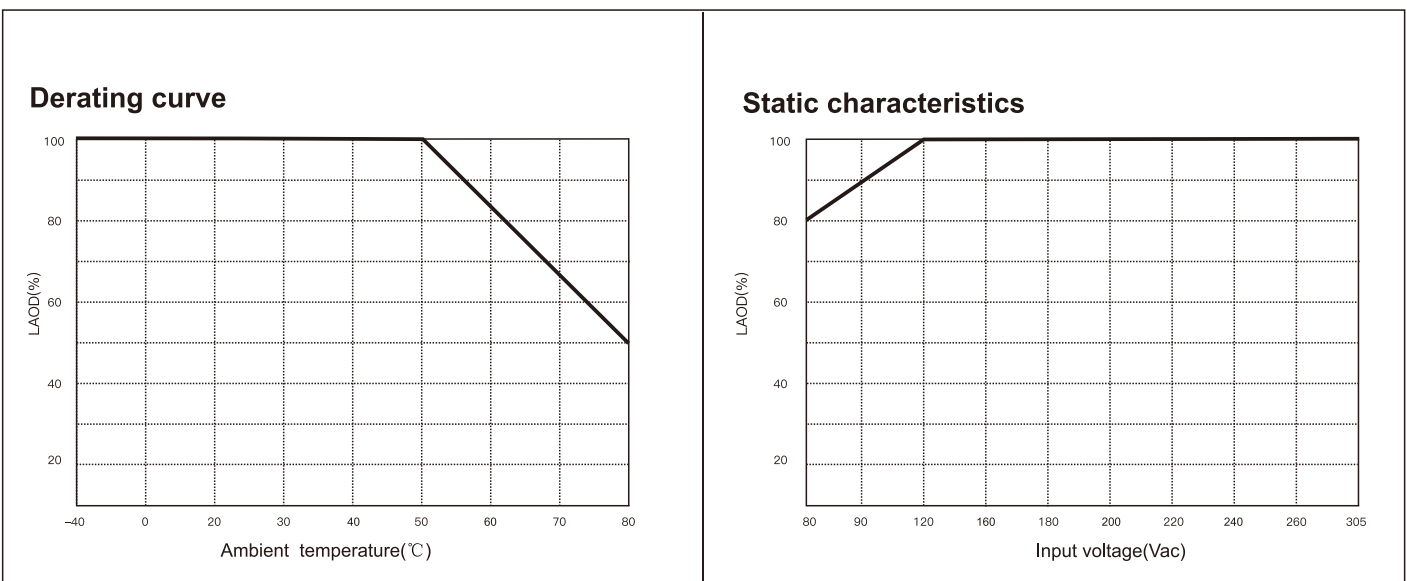 Derating curve
100
80
60
40
20
LAOD(%)
–40 0 20 30 40 50 60 70 80
Ambient temperature(℃)
Static characteristics
100
80
60
40
20
LAOD(%)
80 90 120 160 180 200 220 240 260 305
Input voltage(Vac)